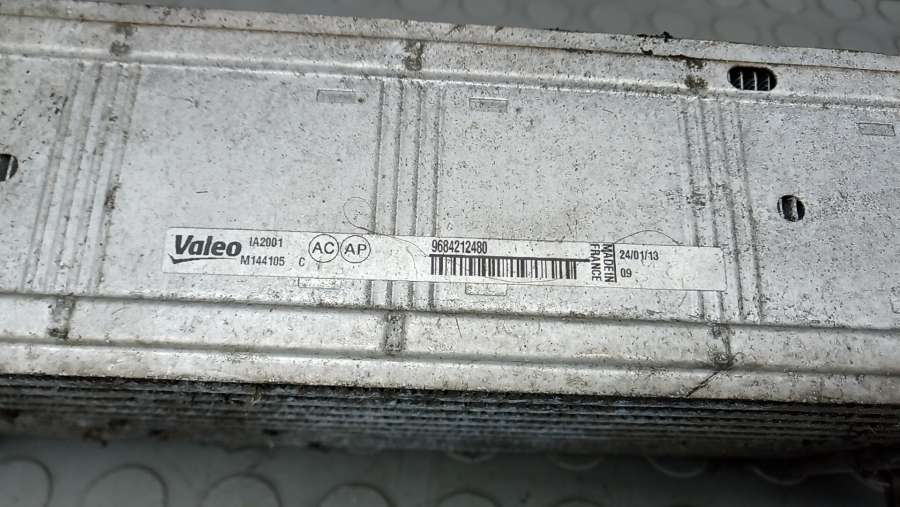 Valeo
IA2001
M144105 C
AC AP
9684212480
MADE IN
FRANCE
24/01/13
09